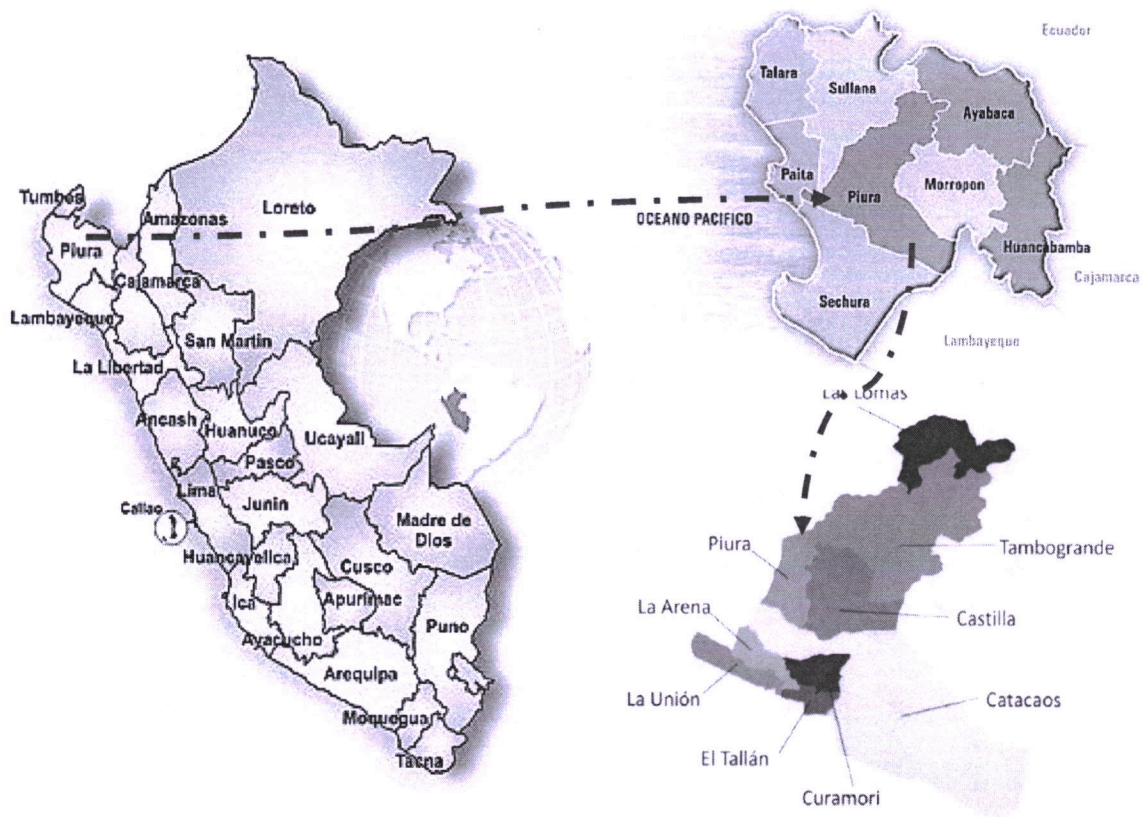 Tumbes
Amazonas
Loreto
Piura
Cajamarca
Lambayeque
San Martin
La Libertad
Ancash
Huanuco
Ucayali
Pasco
Lima
Junin
Callao
Madre de
Dios
Huancavelica
Cusco
Ica
Apurimac
Ayacucho
Puno
Arequipa
Moquegua
Tacna
Ecuador
Talara
Sullana
Ayabaca
Paita
Piura
Morropon
OCEANO PACIFICO
Huancabamba
Cajamarca
Sechura
Lambayeque
Las Lomas
Piura
Tambogrande
La Arena
Castilla
La Unión
Catacaos
El Tallán
Curamori